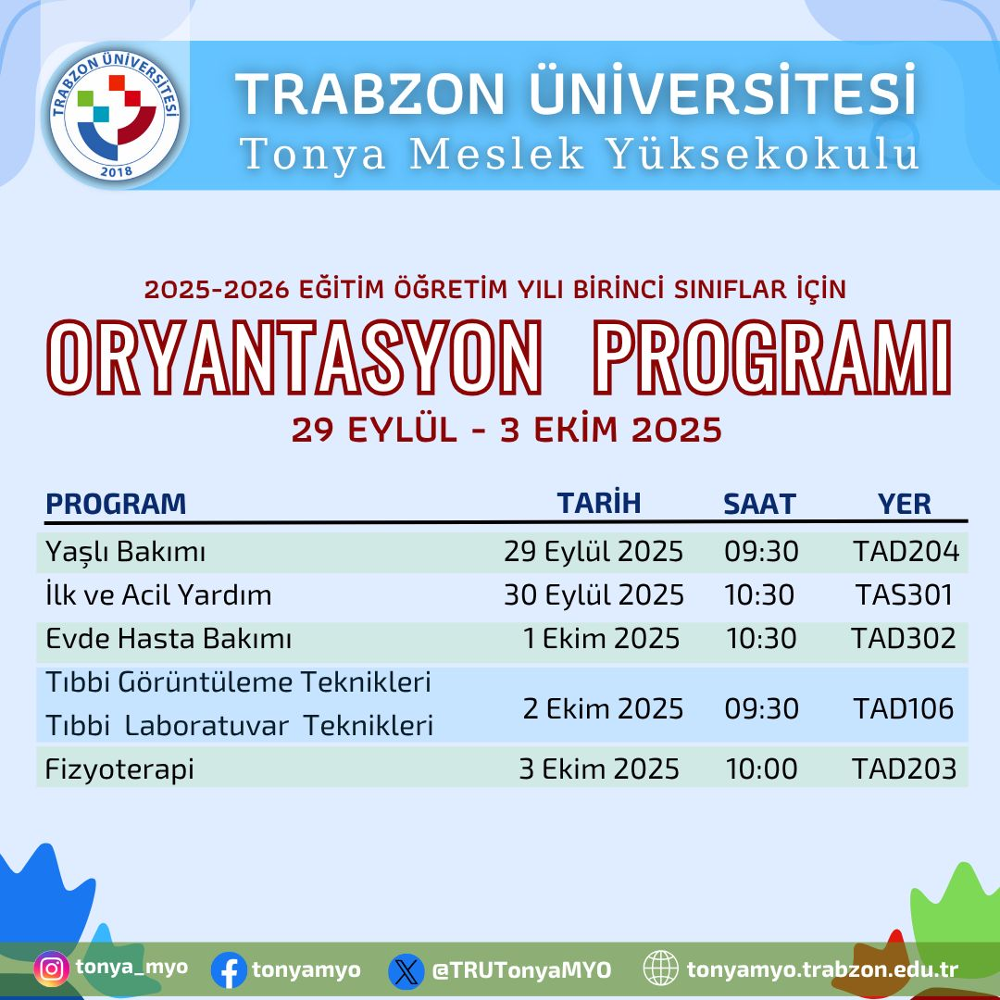 TRABZON ÜNİVERSİTESİ
2018
TRABZON ÜNİVERSİTESİ
Tonya Meslek Yüksekokulu
2025-2026 EĞİTİM ÖĞRETİM YILI BİRİNCİ SINIFLAR İÇİN
ORYANTASYON PROGRAMI
29 EYLÜL - 3 EKİM 2025
PROGRAM TARİH SAAT YER
Yaşlı Bakımı 29 Eylül 2025 09:30 TAD204
İlk ve Acil Yardım 30 Eylül 2025 10:30 TAS301
Evde Hasta Bakımı 1 Ekim 2025 10:30 TAD302
Tıbbi Görüntüleme Teknikleri
2 Ekim 2025 09:30 TAD106
Tıbbi Laboratuvar Teknikleri
Fizyoterapi 3 Ekim 2025 10:00 TAD203
tonya_myo tonyamyo @TRUTonyaMYO tonyamyo.trabzon.edu.tr